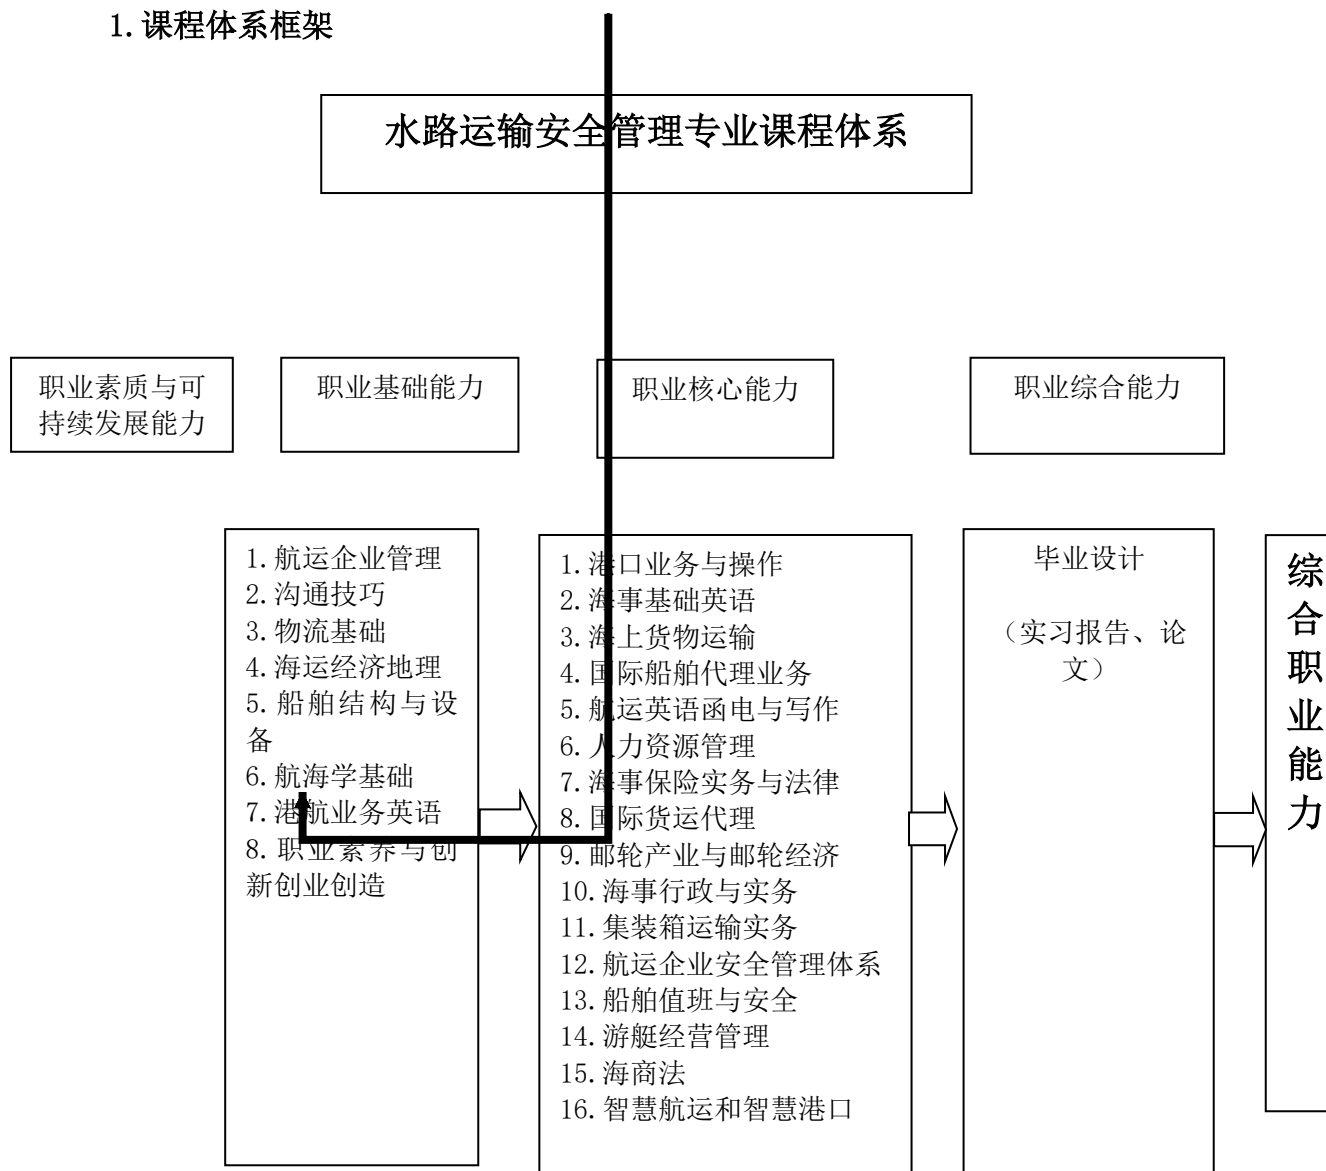 1.课程体系框架
水路运输安全管理专业课程体系
职业素质与可
持续发展能力
职业基础能力
职业核心能力
职业综合能力
1.航运企业管理
2.沟通技巧
3.物流基础
4.海运经济地理
5.船舶结构与设
备
6.航海学基础
7.港航业务英语
8.职业素养与创
新创业创造
1.港口业务与操作
2.海事基础英语
3.海上货物运输
4.国际船舶代理业务
5.航运英语函电与写作
6.人力资源管理
7.海事保险实务与法律
8.国际货运代理
9.邮轮产业与邮轮经济
10.海事行政与实务
11.集装箱运输实务
12.航运企业安全管理体系
13.船舶值班与安全
14.游艇经营管理
15.海商法
16.智慧航运和智慧港口
毕业设计
（实习报告、论
文）
综
合
职
业
能
力